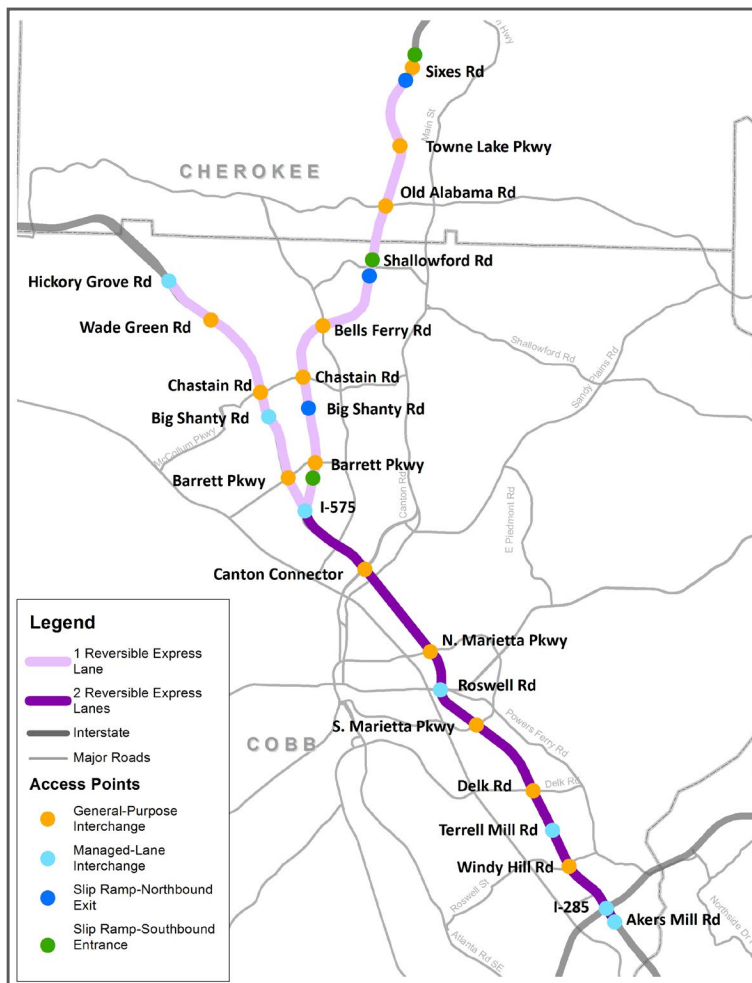 n Hwy
Sixes Rd
Main St
Towne Lake Pkwy
CHEROKEE
Old Alabama Rd
Shallowford Rd
Hickory Grove Rd
Wade Green Rd
Bells Ferry Rd
Shallowford Rd
Sandy Plains Rd
Chastain Rd
Chastain Rd
Big Shanty Rd
Big Shanty Rd
McCollum Pkwy
Barrett Pkwy
Barrett Pkwy
Canton Rd
E Piedmont Rd
I-575
Canton Connector
N. Marietta Pkwy
Roswell Rd
S. Marietta Pkwy
Powers Ferry Rd
COBB
Delk Rd
Delk Rd
Terrell Mill Rd
Windy Hill Rd
Roswell St
I-285
Akers Mill Rd
Northside Dr
Atlanta Rd SE
Legend
1 Reversible Express
Lane
2 Reversible Express
Lanes
Interstate
Major Roads
Access Points
General-Purpose
Interchange
Managed-Lane
Interchange
Slip Ramp-Northbound
Exit
Slip Ramp-Southbound
Entrance